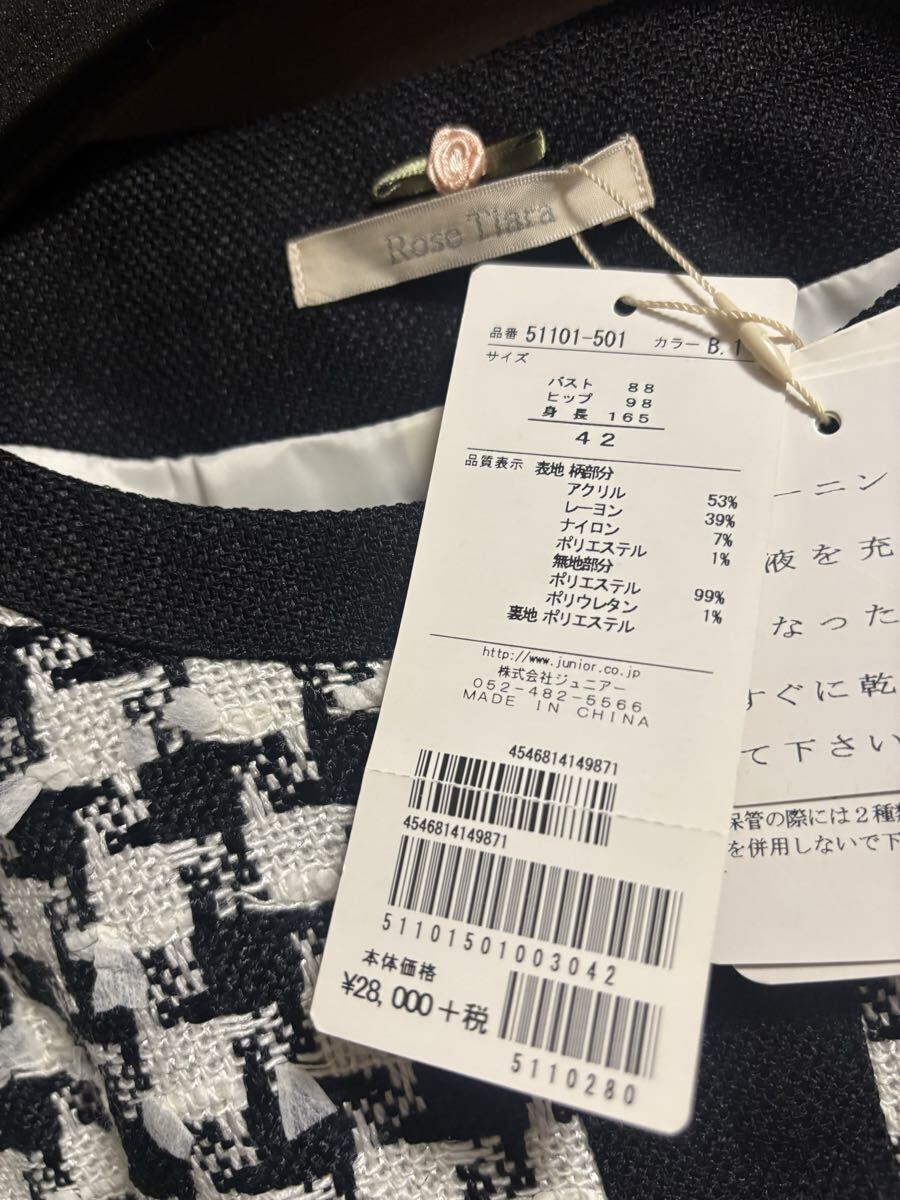 Rose Tiara
品番 51101-501 カラー B.1
サイズ
バスト 88
ヒップ 98
身長 165
42
品質表示 表地 柄部分
アクリル 53%
レーヨン 39%
ナイロン 7%
ポリエステル 1%
無地部分
ポリエステル 99%
ポリウレタン 1%
裏地 ポリエステル
http://www.junior.co.jp
株式会社ジュニアー
052-482-5566
MADE IN CHINA
4546814149871
4546814149871
51101501003042
本体価格
¥28,000+税
5110280
ーニン
液を充
なった
すぐに乾
て下さい
保管の際には2種類
を併用しないで下